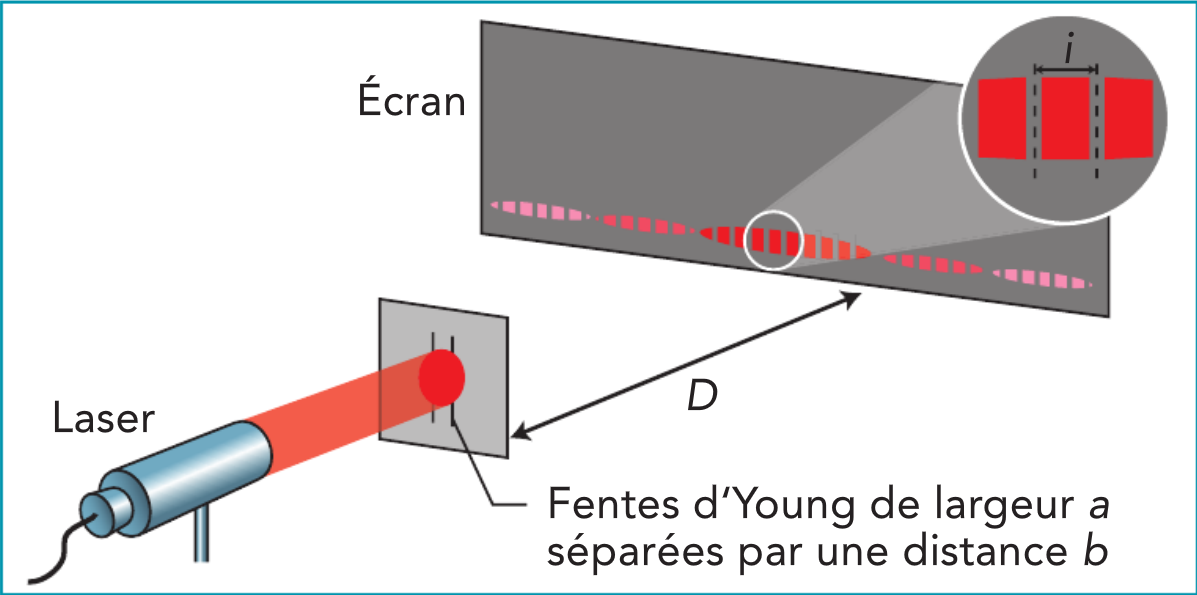 Écran
i
Laser
D
Fentes d‘Young de largeur a
séparées par une distance b